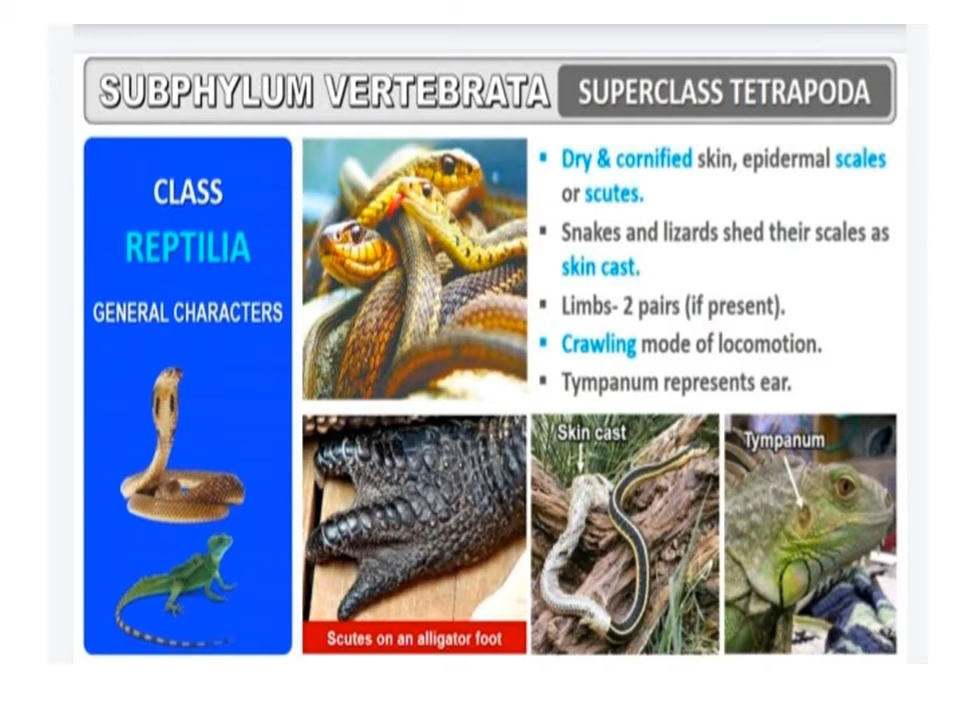 SUBPHYLUM VERTEBRATA
SUPERCLASS TETRAPODA
CLASS
REPTILIA
GENERAL CHARACTERS
▪ Dry & cornified skin, epidermal scales
or scutes.
▪ Snakes and lizards shed their scales as
skin cast.
▪ Limbs- 2 pairs (if present).
▪ Crawling mode of locomotion.
▪ Tympanum represents ear.
Scutes on an alligator foot
Skin cast
Tympanum